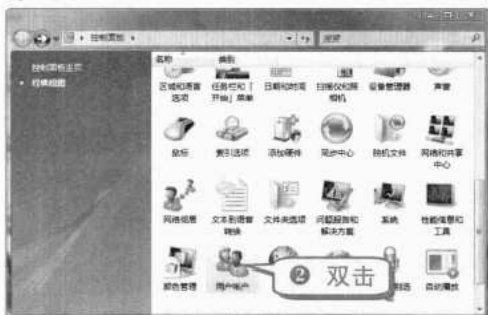 控制面板
搜索
控制面板主页
经典视图
名称 类别
区域和语言选项 任务栏和「开始」菜单 日期和时间 扫描仪和照相机 设备管理器 声音
鼠标 索引选项 添加硬件 同步中心 脱机文件 网络和共享中心
网络邻居 文本到语音转换 文件夹选项 问题报告和解决方案 系统 性能信息和工具
颜色管理 用户帐户 自动播放
❷ 双击